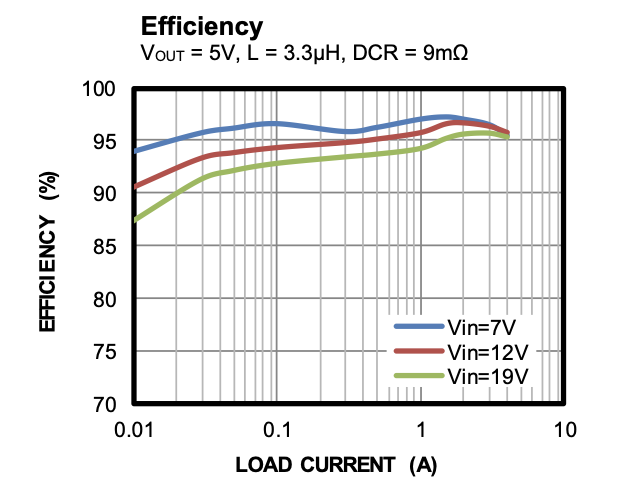 Efficiency
VOUT = 5V, L = 3.3µH, DCR = 9mΩ
100
95
90
85
80
75
70
EFFICIENCY (%)
Vin=7V
Vin=12V
Vin=19V
0.01 0.1 1 10
LOAD CURRENT (A)